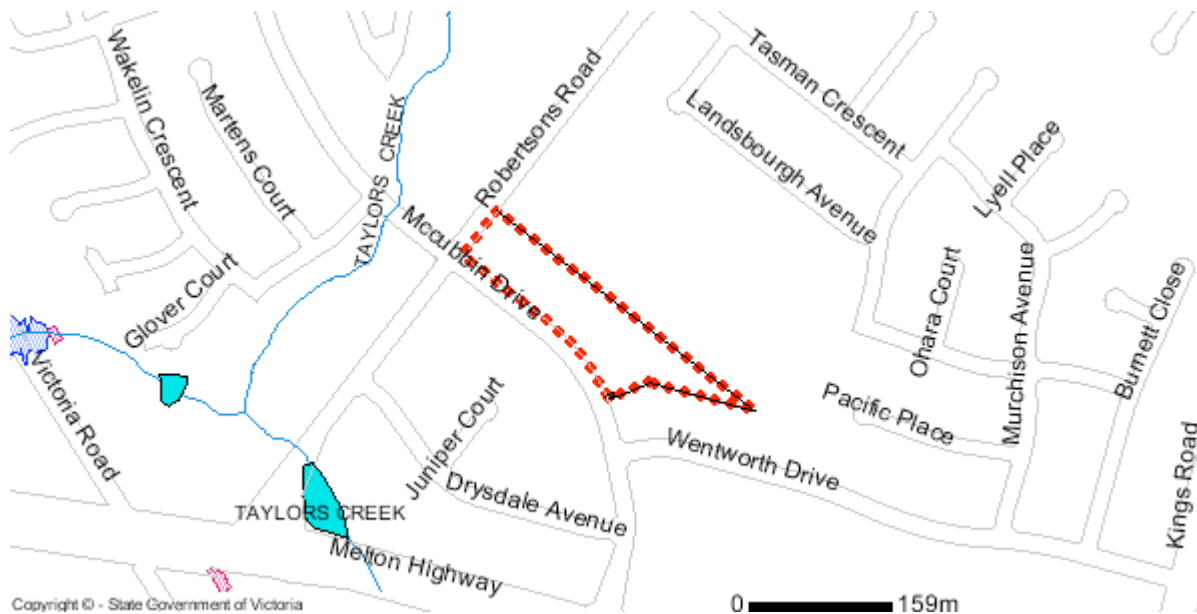 Wakelin Crescent
Martens Court
TAYLORS CREEK
Robertsons Road
Tasman Crescent
Landsbourgh Avenue
Lyell Place
Mccubbin Drive
Glover Court
Ohara Court
Murchison Avenue
Burnett Close
Victoria Road
Juniper Court
Pacific Place
Wentworth Drive
Kings Road
Drysdale Avenue
TAYLORS CREEK
Melton Highway
Copyright © - State Government of Victoria
0 159m